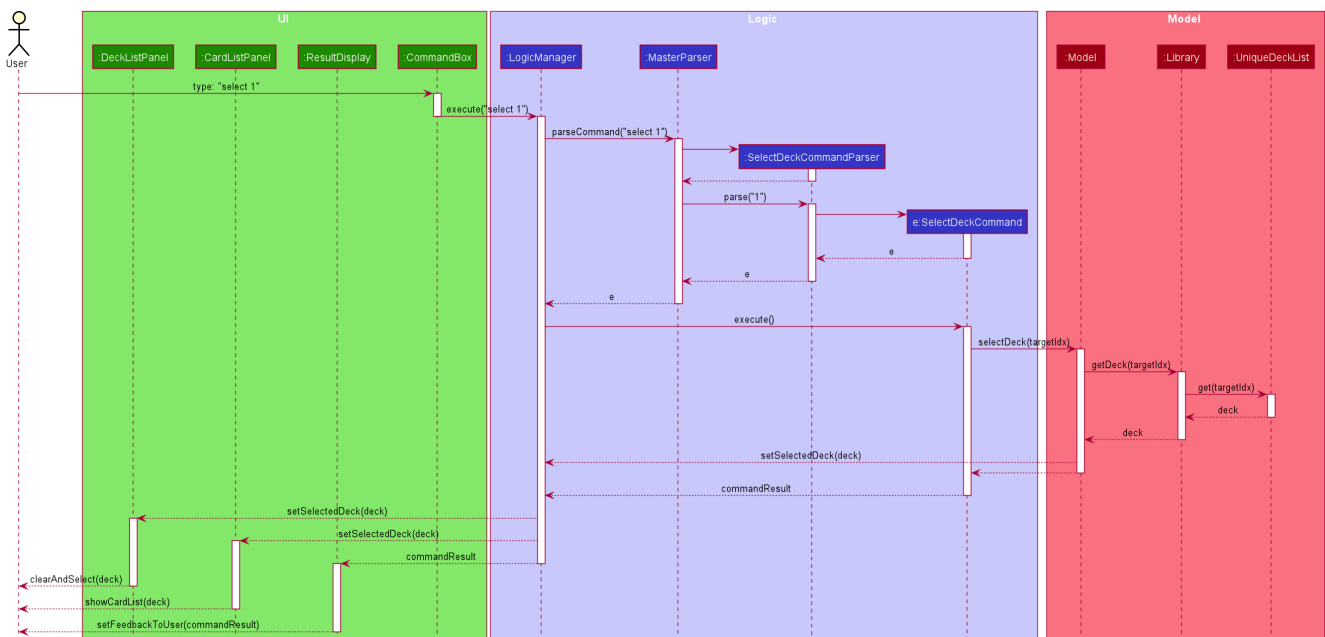 UI
Logic
Model
User
:DeckListPanel
:CardListPanel
:ResultDisplay
:CommandBox
:LogicManager
:MasterParser
:Model
:Library
:UniqueDeckList
type: "select 1"
execute("select 1")
parseCommand("select 1")
:SelectDeckCommandParser
parse("1")
e:SelectDeckCommand
e
e
e
execute()
selectDeck(targetIdx)
getDeck(targetIdx)
get(targetIdx)
deck
deck
setSelectedDeck(deck)
commandResult
setSelectedDeck(deck)
setSelectedDeck(deck)
commandResult
clearAndSelect(deck)
showCardList(deck)
setFeedbackToUser(commandResult)